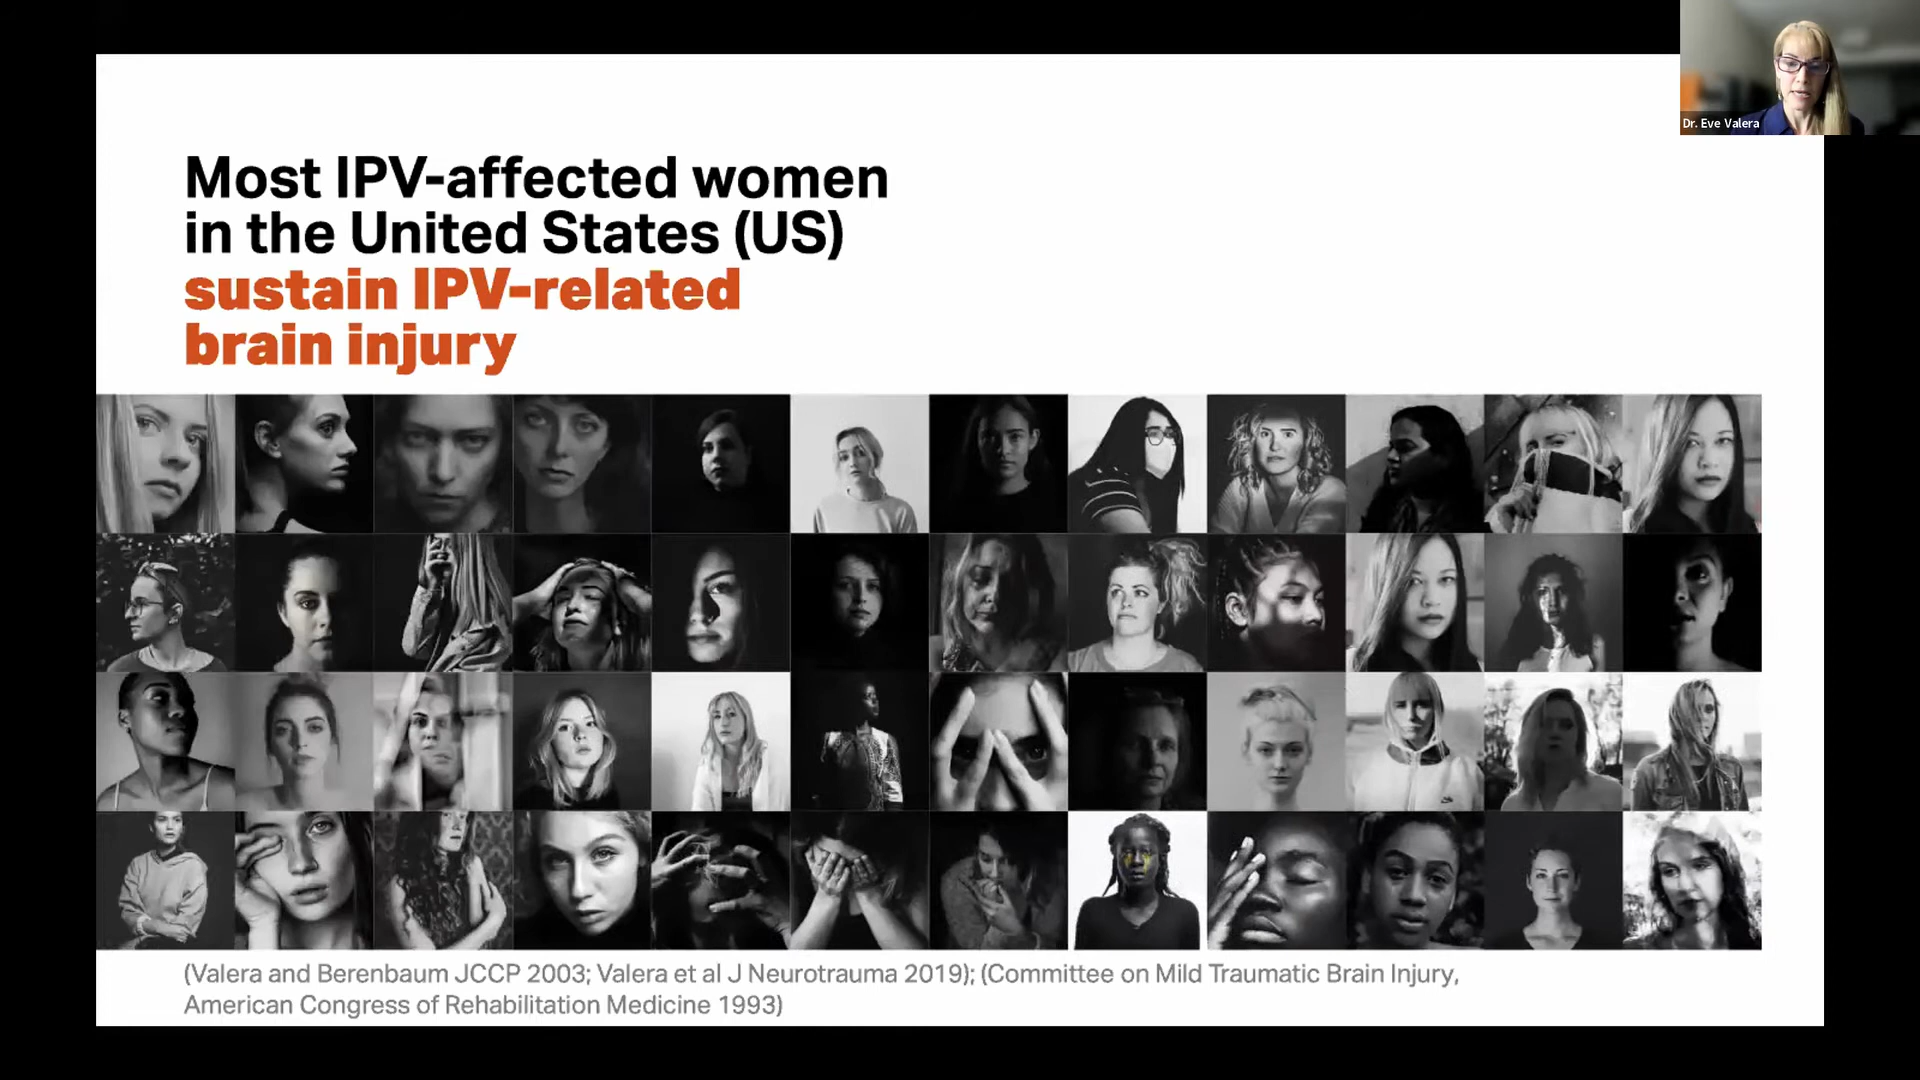 Dr. Eve Valera
Most IPV-affected women
in the United States (US)
sustain IPV-related
brain injury
(Valera and Berenbaum JCCP 2003; Valera et al J Neurotrauma 2019); (Committee on Mild Traumatic Brain Injury,
American Congress of Rehabilitation Medicine 1993)